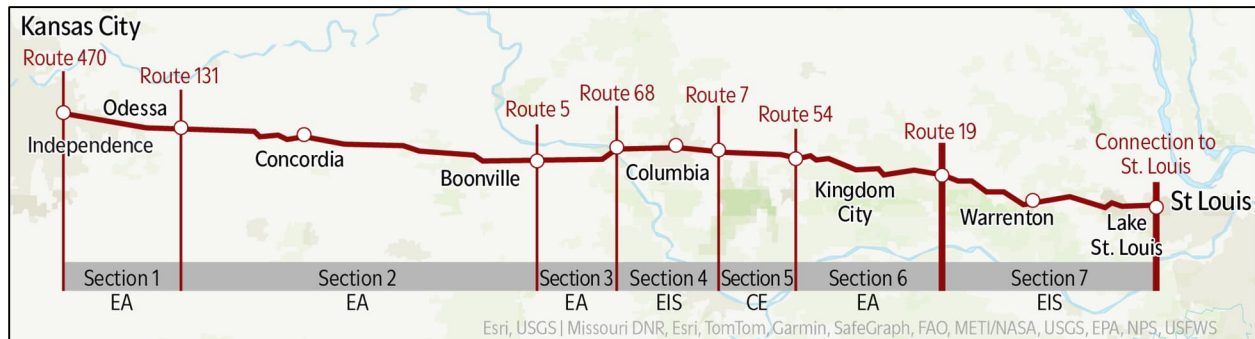 Kansas City
Route 470
Route 131
Route 5
Route 68
Route 7
Route 54
Route 19
Connection to
St. Louis
Odessa
Independence
Concordia
Boonville
Columbia
Kingdom
City
Warrenton
Lake
St. Louis
St Louis
Section 1
Section 2
Section 3
Section 4
Section 5
Section 6
Section 7
EA
EA
EA
EIS
CE
EA
EIS
Esri, USGS | Missouri DNR, Esri, TomTom, Garmin, SafeGraph, FAO, METI/NASA, USGS, EPA, NPS, USFWS